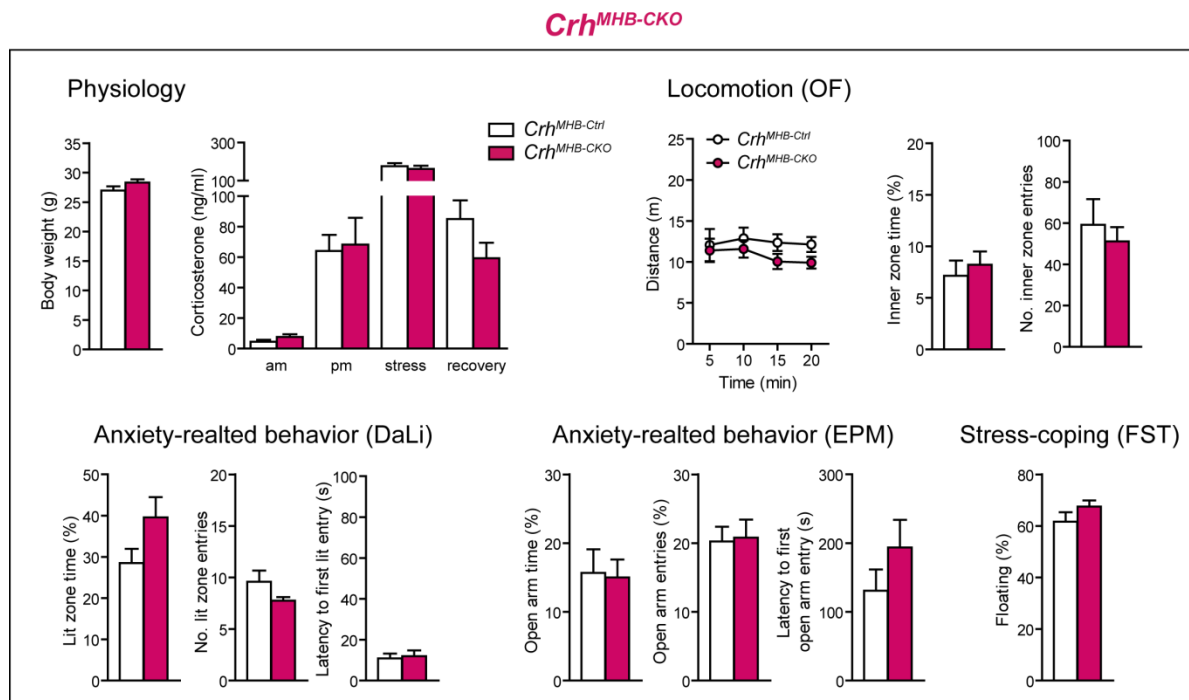 Crh^MHB-CKO
Physiology
Body weight (g)
35
30
25
20
15
10
5
0
Corticosterone (ng/ml)
300
100
100
80
60
40
20
0
am pm stress recovery
Crh^MHB-Ctrl
Crh^MHB-CKO
Locomotion (OF)
Distance (m)
25
20
15
10
5
0
5 10 15 20
Time (min)
Crh^MHB-Ctrl
Crh^MHB-CKO
Inner zone time (%)
20
15
10
5
0
No. inner zone entries
100
80
60
40
20
0
Anxiety-realted behavior (DaLi)
Lit zone time (%)
50
40
30
20
10
0
No. lit zone entries
20
15
10
5
0
Latency to first lit entry (s)
100
80
60
40
20
0
Anxiety-realted behavior (EPM)
Open arm time (%)
30
20
10
0
Open arm entries (%)
30
20
10
0
Latency to first
open arm entry (s)
300
200
100
0
Stress-coping (FST)
Floating (%)
80
60
40
20
0